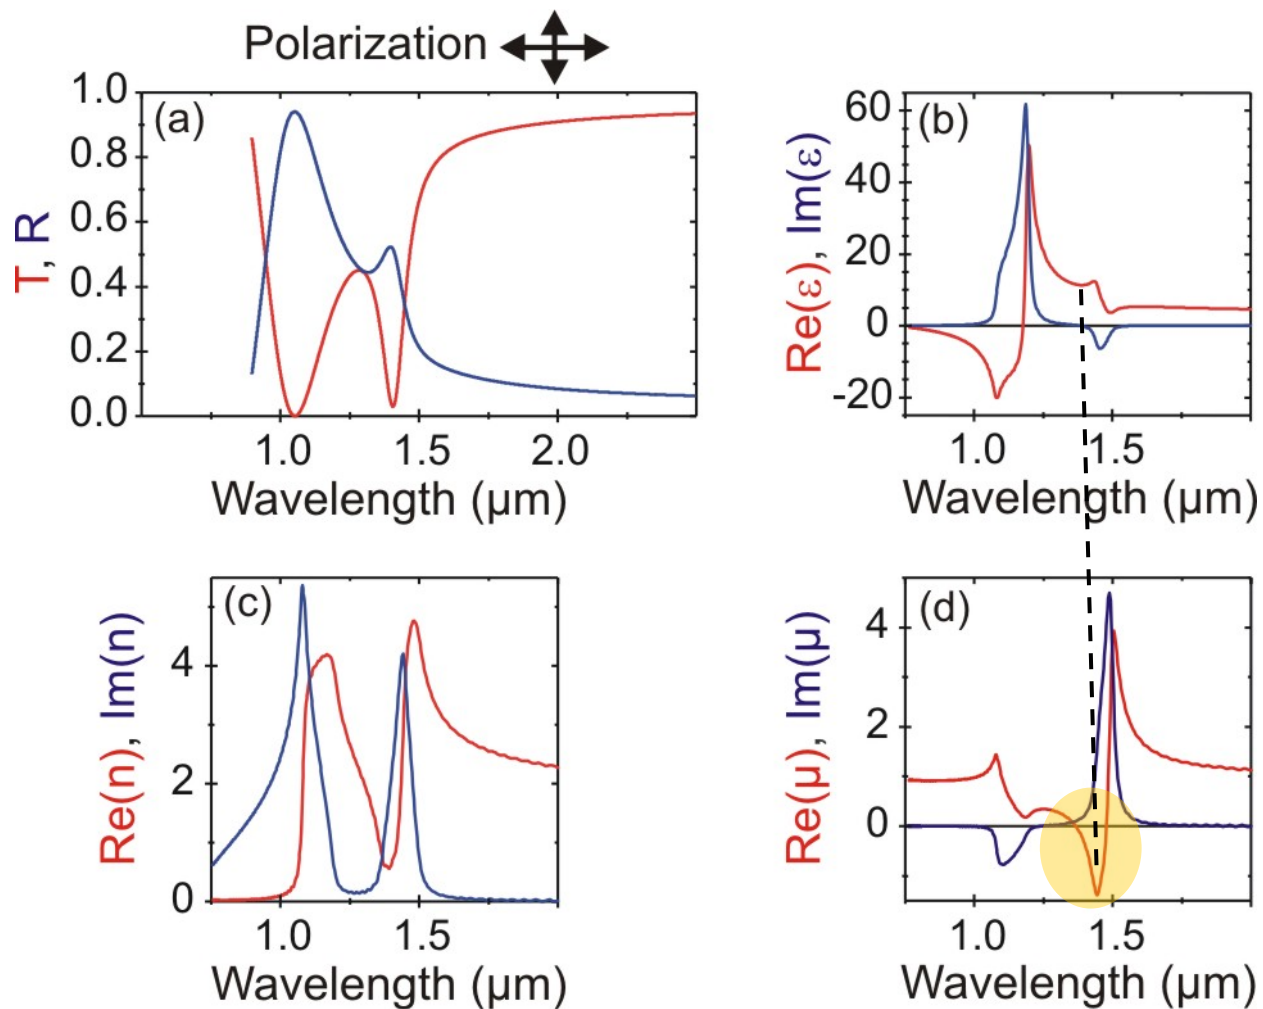 Polarization
(a)
1.0
0.8
0.6
0.4
0.2
0.0
T, R
1.0
1.5
2.0
Wavelength (µm)
(b)
60
40
20
0
-20
Re(ε), Im(ε)
1.0
1.5
Wavelength (µm)
(c)
4
2
0
Re(n), Im(n)
1.0
1.5
Wavelength (µm)
(d)
4
2
0
Re(µ), Im(µ)
1.0
1.5
Wavelength (µm)